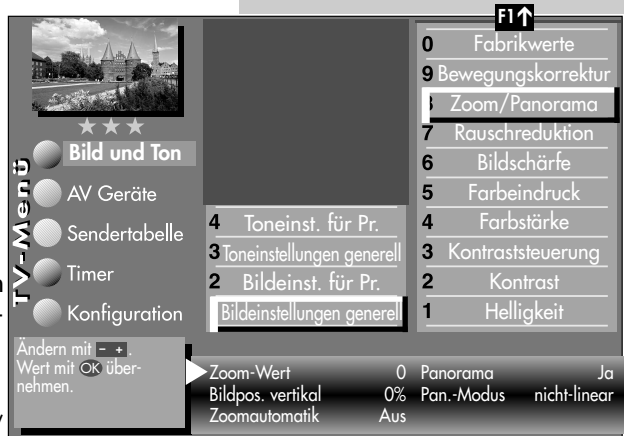 F1↑
TV-Menü
Bild und Ton
AV Geräte
Sendertabelle
Timer
Konfiguration
4 Toneinst. für Pr.
3 Toneinstellungen generell
2 Bildeinst. für Pr.
Bildeinstellungen generell
0 Fabrikwerte
9 Bewegungskorrektur
8 Zoom/Panorama
7 Rauschreduktion
6 Bildschärfe
5 Farbeindruck
4 Farbstärke
3 Kontraststeuerung
2 Kontrast
1 Helligkeit
Ändern mit - + .
Wert mit OK über-
nehmen.
Zoom-Wert 0 Panorama Ja
Bildpos. vertikal 0% Pan.-Modus nicht-linear
Zoomautomatik Aus